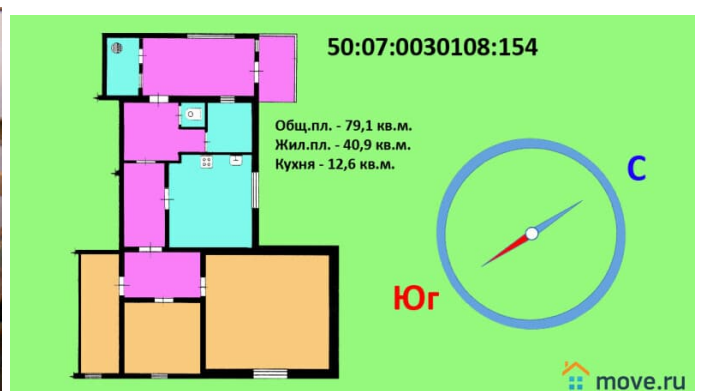 50:07:0030108:154
Общ.пл. - 79,1 кв.м.
Жил.пл. - 40,9 кв.м.
Кухня - 12,6 кв.м.
С
Юг
move.ru